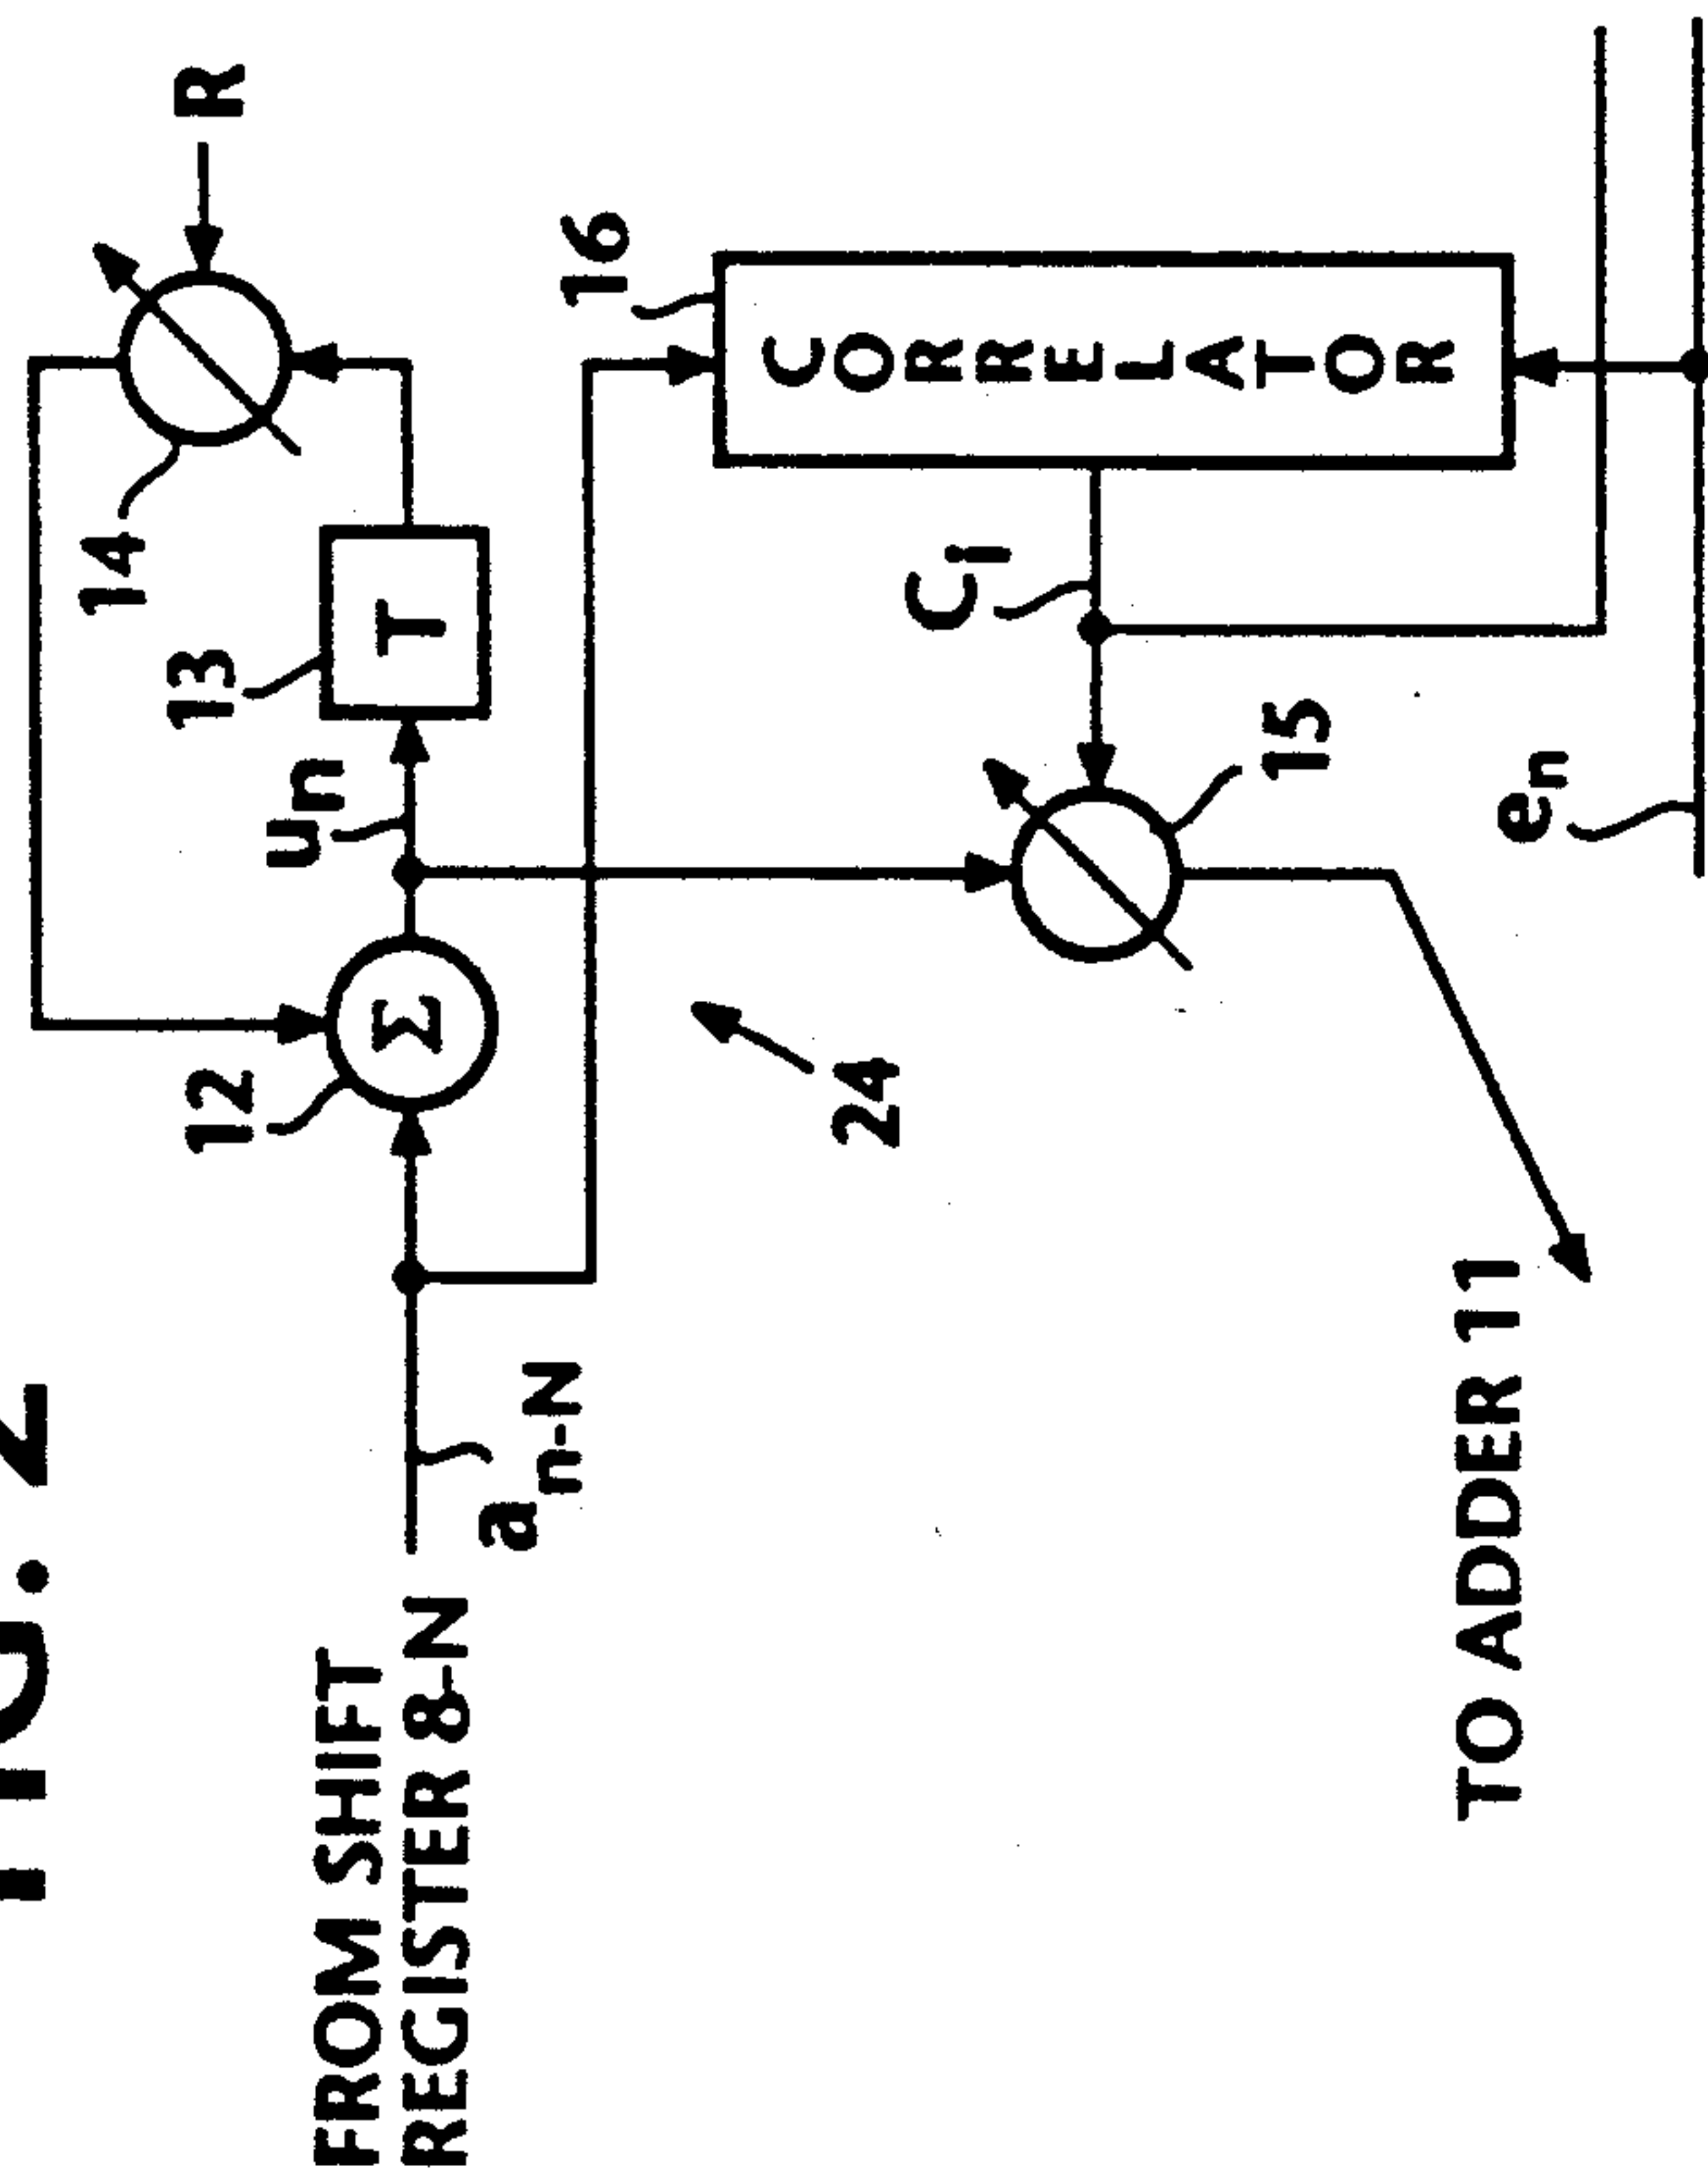 FIG. 2
FROM SHIFT
REGISTER 8-N
a n-N
12
Σ
un
13
T
14
R
16
CORRELATOR
Ci
15
24
en
TO ADDER 11